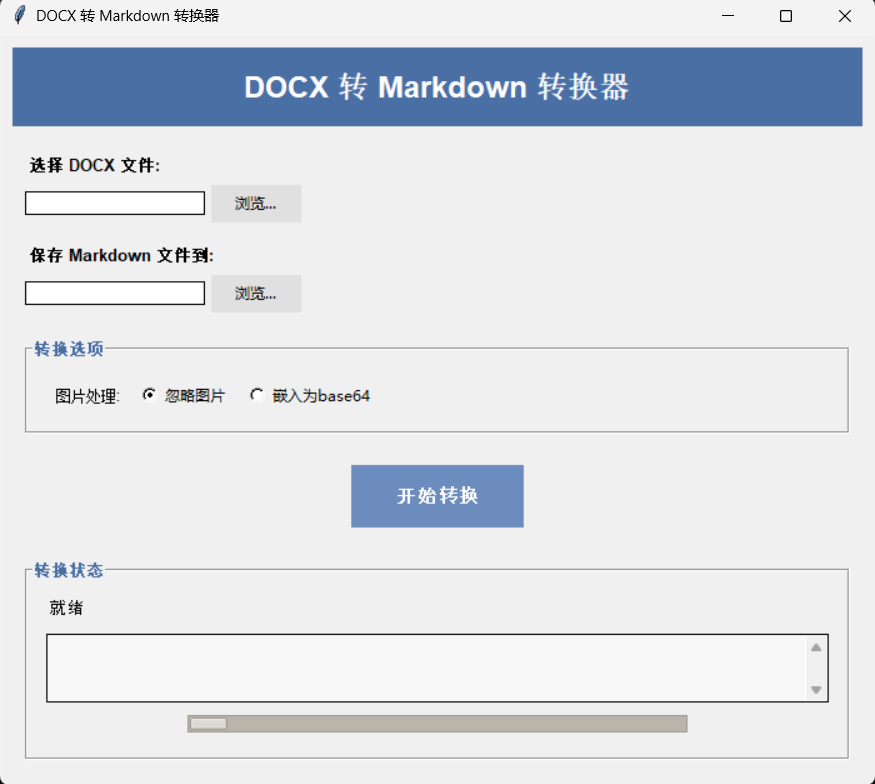 DOCX 转 Markdown 转换器
DOCX 转 Markdown 转换器
选择 DOCX 文件:
浏览...
保存 Markdown 文件到:
浏览...
转换选项
图片处理: 忽略图片 嵌入为base64
开始转换
转换状态
就绪